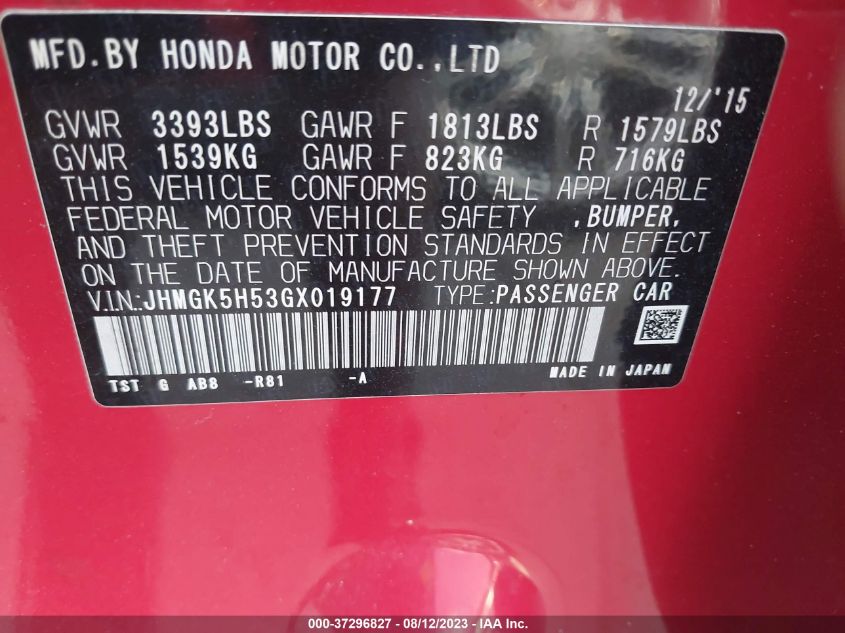 MFD.BY HONDA MOTOR CO.,LTD
12/'15
GVWR 3393LBS GAWR F 1813LBS R 1579LBS
GVWR 1539KG GAWR F 823KG R 716KG
THIS VEHICLE CONFORMS TO ALL APPLICABLE
FEDERAL MOTOR VEHICLE SAFETY ,BUMPER,
AND THEFT PREVENTION STANDARDS IN EFFECT
ON THE DATE OF MANUFACTURE SHOWN ABOVE.
V.I.N.:JHMGK5H53GX019177 TYPE:PASSENGER CAR
TST G AB8 -R81 -A MADE IN JAPAN
000-37296827 - 08/12/2023 - IAA Inc.